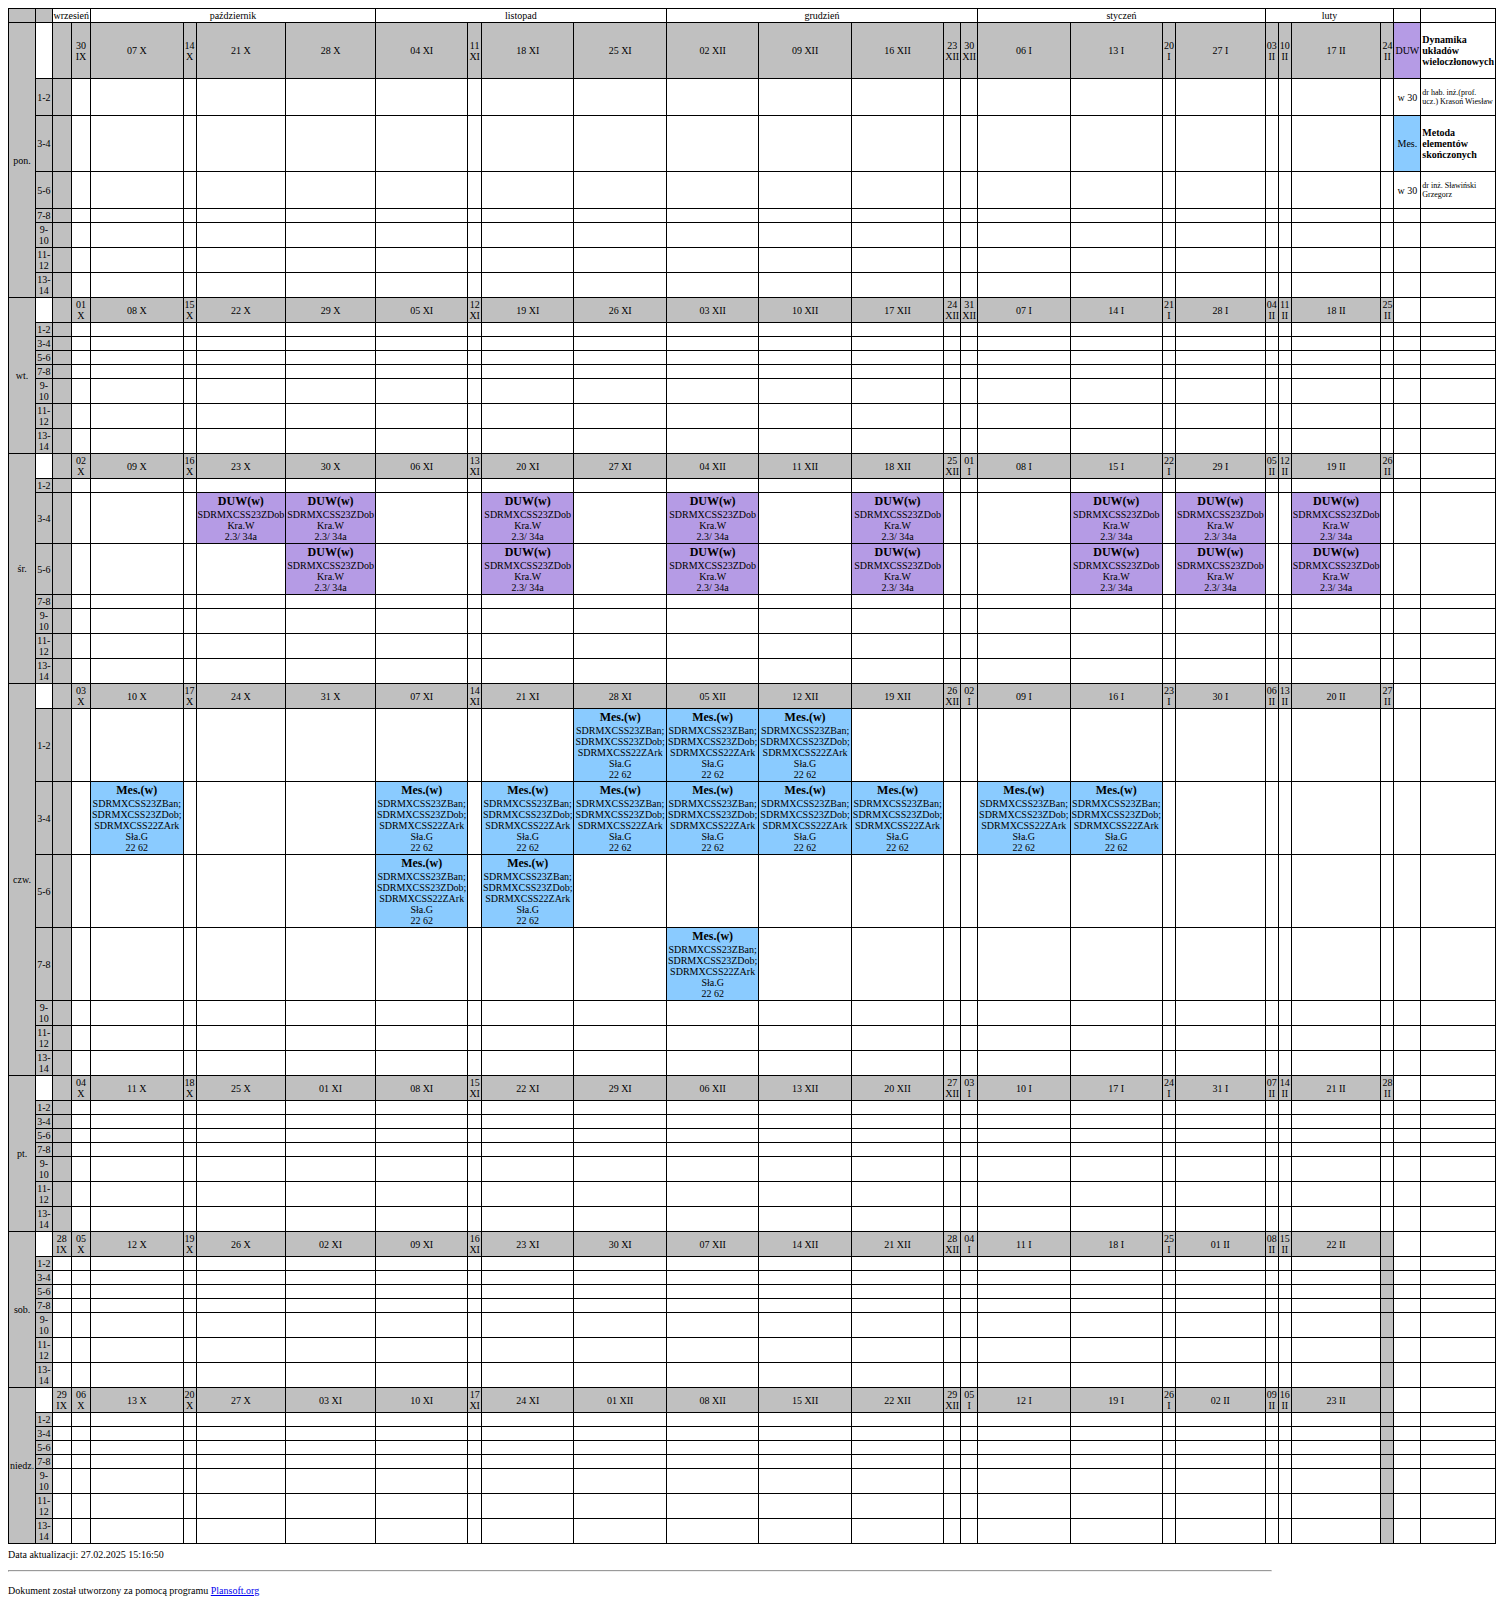 wrzesień październik listopad grudzień styczeń luty
pon. 30 IX 07 X 14 X 21 X 28 X 04 XI 11 XI 18 XI 25 XI 02 XII 09 XII 16 XII 23 XII 30 XII 06 I 13 I 20 I 27 I 03 II 10 II 17 II 24 II DUW Dynamika układów wieloczłonowych
1-2 w 30 dr hab. inż.(prof. ucz.) Krasoń Wiesław
3-4 Mes. Metoda elementów skończonych
5-6 w 30 dr inż. Sławiński Grzegorz
7-8
9-10
11-12
13-14
wt. 01 X 08 X 15 X 22 X 29 X 05 XI 12 XI 19 XI 26 XI 03 XII 10 XII 17 XII 24 XII 31 XII 07 I 14 I 21 I 28 I 04 II 11 II 18 II 25 II
1-2
3-4
5-6
7-8
9-10
11-12
13-14
śr. 02 X 09 X 16 X 23 X 30 X 06 XI 13 XI 20 XI 27 XI 04 XII 11 XII 18 XII 25 XII 01 I 08 I 15 I 22 I 29 I 05 II 12 II 19 II 26 II
1-2
3-4 DUW(w) DUW(w) DUW(w) DUW(w) DUW(w) DUW(w) DUW(w) DUW(w)
SDRMXCSS23ZDob SDRMXCSS23ZDob SDRMXCSS23ZDob SDRMXCSS23ZDob SDRMXCSS23ZDob SDRMXCSS23ZDob SDRMXCSS23ZDob SDRMXCSS23ZDob
Kra.W Kra.W Kra.W Kra.W Kra.W Kra.W Kra.W Kra.W
2.3/ 34a 2.3/ 34a 2.3/ 34a 2.3/ 34a 2.3/ 34a 2.3/ 34a 2.3/ 34a 2.3/ 34a
5-6 DUW(w) DUW(w) DUW(w) DUW(w) DUW(w) DUW(w) DUW(w)
SDRMXCSS23ZDob SDRMXCSS23ZDob SDRMXCSS23ZDob SDRMXCSS23ZDob SDRMXCSS23ZDob SDRMXCSS23ZDob SDRMXCSS23ZDob
Kra.W Kra.W Kra.W Kra.W Kra.W Kra.W Kra.W
2.3/ 34a 2.3/ 34a 2.3/ 34a 2.3/ 34a 2.3/ 34a 2.3/ 34a 2.3/ 34a
7-8
9-10
11-12
13-14
czw. 03 X 10 X 17 X 24 X 31 X 07 XI 14 XI 21 XI 28 XI 05 XII 12 XII 19 XII 26 XII 02 I 09 I 16 I 23 I 30 I 06 II 13 II 20 II 27 II
1-2 Mes.(w) Mes.(w) Mes.(w)
SDRMXCSS23ZBan; SDRMXCSS23ZBan; SDRMXCSS23ZBan;
SDRMXCSS23ZDob; SDRMXCSS23ZDob; SDRMXCSS23ZDob;
SDRMXCSS22ZArk SDRMXCSS22ZArk SDRMXCSS22ZArk
Sła.G Sła.G Sła.G
22 62 22 62 22 62
3-4 Mes.(w) Mes.(w) Mes.(w) Mes.(w) Mes.(w) Mes.(w) Mes.(w) Mes.(w) Mes.(w)
SDRMXCSS23ZBan; SDRMXCSS23ZBan; SDRMXCSS23ZBan; SDRMXCSS23ZBan; SDRMXCSS23ZBan; SDRMXCSS23ZBan; SDRMXCSS23ZBan; SDRMXCSS23ZBan; SDRMXCSS23ZBan;
SDRMXCSS23ZDob; SDRMXCSS23ZDob; SDRMXCSS23ZDob; SDRMXCSS23ZDob; SDRMXCSS23ZDob; SDRMXCSS23ZDob; SDRMXCSS23ZDob; SDRMXCSS23ZDob; SDRMXCSS23ZDob;
SDRMXCSS22ZArk SDRMXCSS22ZArk SDRMXCSS22ZArk SDRMXCSS22ZArk SDRMXCSS22ZArk SDRMXCSS22ZArk SDRMXCSS22ZArk SDRMXCSS22ZArk SDRMXCSS22ZArk
Sła.G Sła.G Sła.G Sła.G Sła.G Sła.G Sła.G Sła.G Sła.G
22 62 22 62 22 62 22 62 22 62 22 62 22 62 22 62 22 62
5-6 Mes.(w) Mes.(w)
SDRMXCSS23ZBan; SDRMXCSS23ZBan;
SDRMXCSS23ZDob; SDRMXCSS23ZDob;
SDRMXCSS22ZArk SDRMXCSS22ZArk
Sła.G Sła.G
22 62 22 62
7-8 Mes.(w)
SDRMXCSS23ZBan;
SDRMXCSS23ZDob;
SDRMXCSS22ZArk
Sła.G
22 62
9-10
11-12
13-14
pt. 04 X 11 X 18 X 25 X 01 XI 08 XI 15 XI 22 XI 29 XI 06 XII 13 XII 20 XII 27 XII 03 I 10 I 17 I 24 I 31 I 07 II 14 II 21 II 28 II
1-2
3-4
5-6
7-8
9-10
11-12
13-14
sob. 28 IX 05 X 12 X 19 X 26 X 02 XI 09 XI 16 XI 23 XI 30 XI 07 XII 14 XII 21 XII 28 XII 04 I 11 I 18 I 25 I 01 II 08 II 15 II 22 II
1-2
3-4
5-6
7-8
9-10
11-12
13-14
niedz. 29 IX 06 X 13 X 20 X 27 X 03 XI 10 XI 17 XI 24 XI 01 XII 08 XII 15 XII 22 XII 29 XII 05 I 12 I 19 I 26 I 02 II 09 II 16 II 23 II
1-2
3-4
5-6
7-8
9-10
11-12
13-14
Data aktualizacji: 27.02.2025 15:16:50
Dokument został utworzony za pomocą programu Plansoft.org